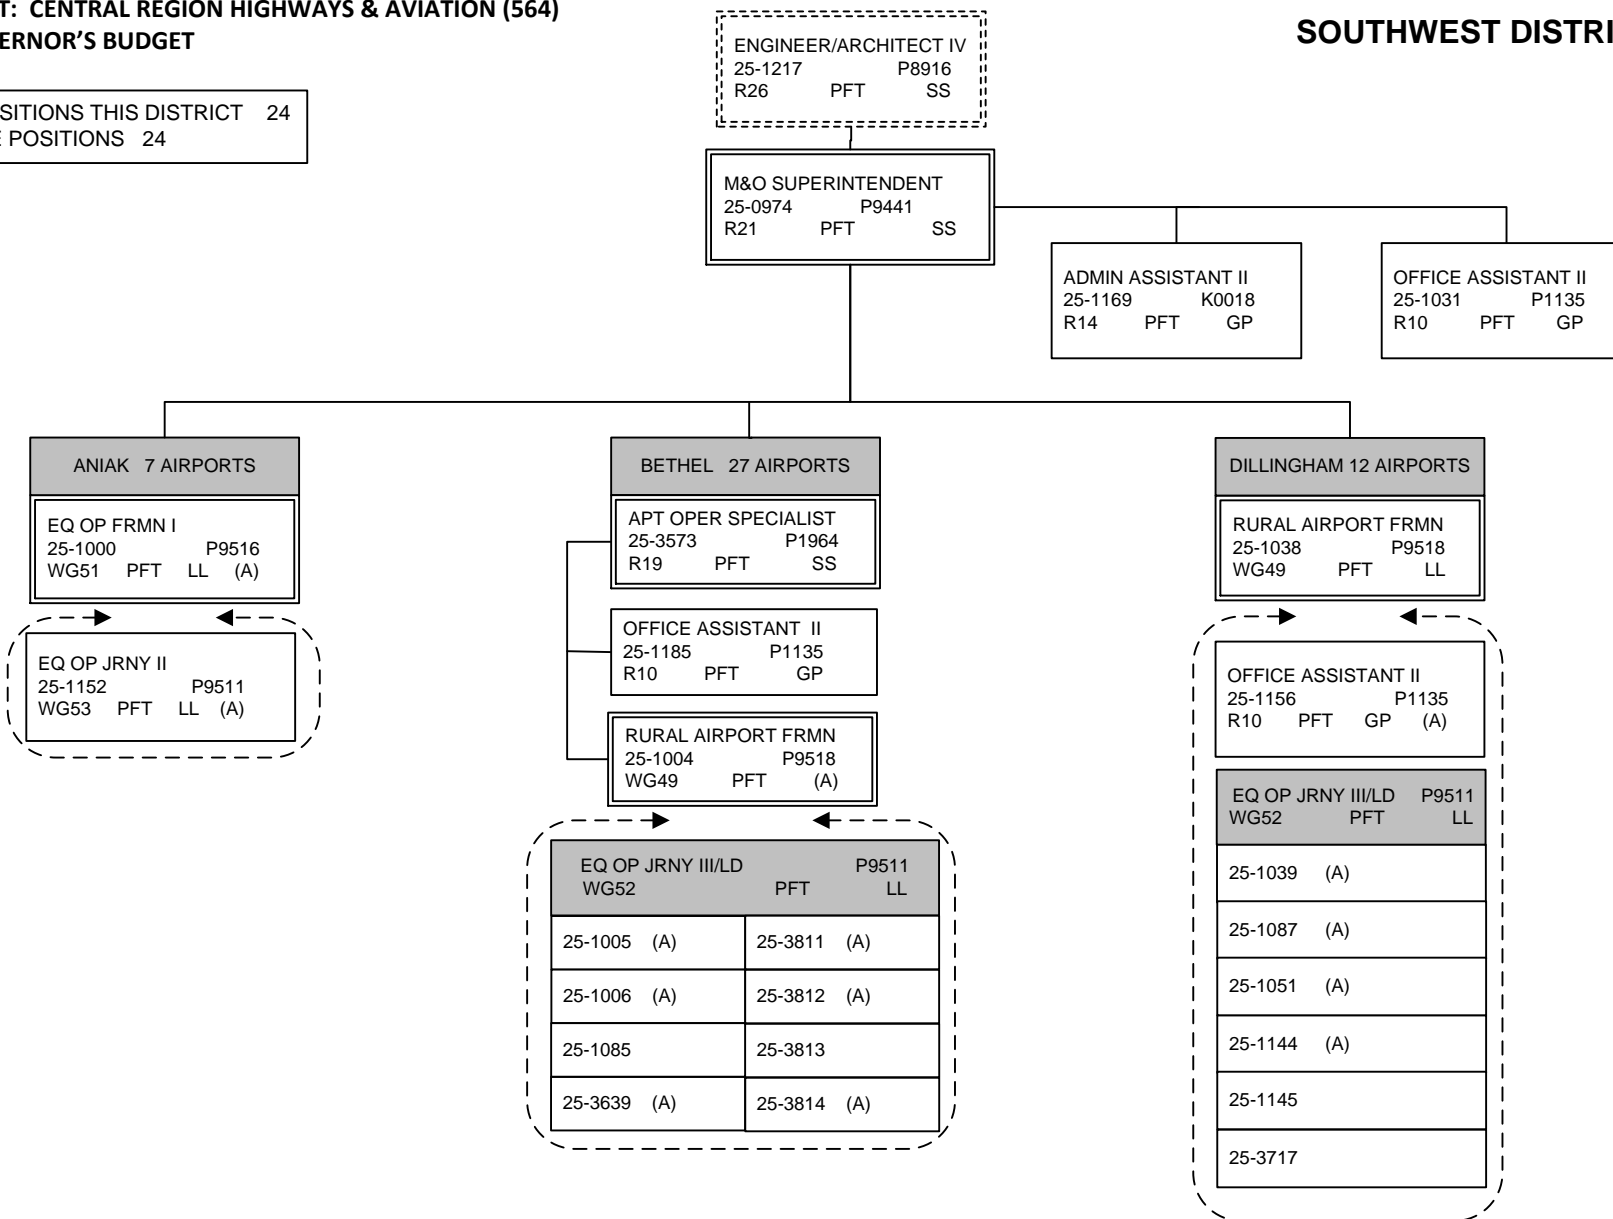 T: CENTRAL REGION HIGHWAYS & AVIATION (564)
ERNOR'S BUDGET
SOUTHWEST DISTRI
SITIONS THIS DISTRICT 24
E POSITIONS 24
ENGINEER/ARCHITECT IV
25-1217 P8916
R26 PFT SS
M&O SUPERINTENDENT
25-0974 P9441
R21 PFT SS
ADMIN ASSISTANT II
25-1169 K0018
R14 PFT GP
OFFICE ASSISTANT II
25-1031 P1135
R10 PFT GP
ANIAK 7 AIRPORTS
EQ OP FRMN I
25-1000 P9516
WG51 PFT LL (A)
EQ OP JRNY II
25-1152 P9511
WG53 PFT LL (A)
BETHEL 27 AIRPORTS
APT OPER SPECIALIST
25-3573 P1964
R19 PFT SS
OFFICE ASSISTANT II
25-1185 P1135
R10 PFT GP
RURAL AIRPORT FRMN
25-1004 P9518
WG49 PFT (A)
EQ OP JRNY III/LD P9511
WG52 PFT LL
25-1005 (A) 25-3811 (A)
25-1006 (A) 25-3812 (A)
25-1085 25-3813
25-3639 (A) 25-3814 (A)
DILLINGHAM 12 AIRPORTS
RURAL AIRPORT FRMN
25-1038 P9518
WG49 PFT LL
OFFICE ASSISTANT II
25-1156 P1135
R10 PFT GP (A)
EQ OP JRNY III/LD P9511
WG52 PFT LL
25-1039 (A)
25-1087 (A)
25-1051 (A)
25-1144 (A)
25-1145
25-3717